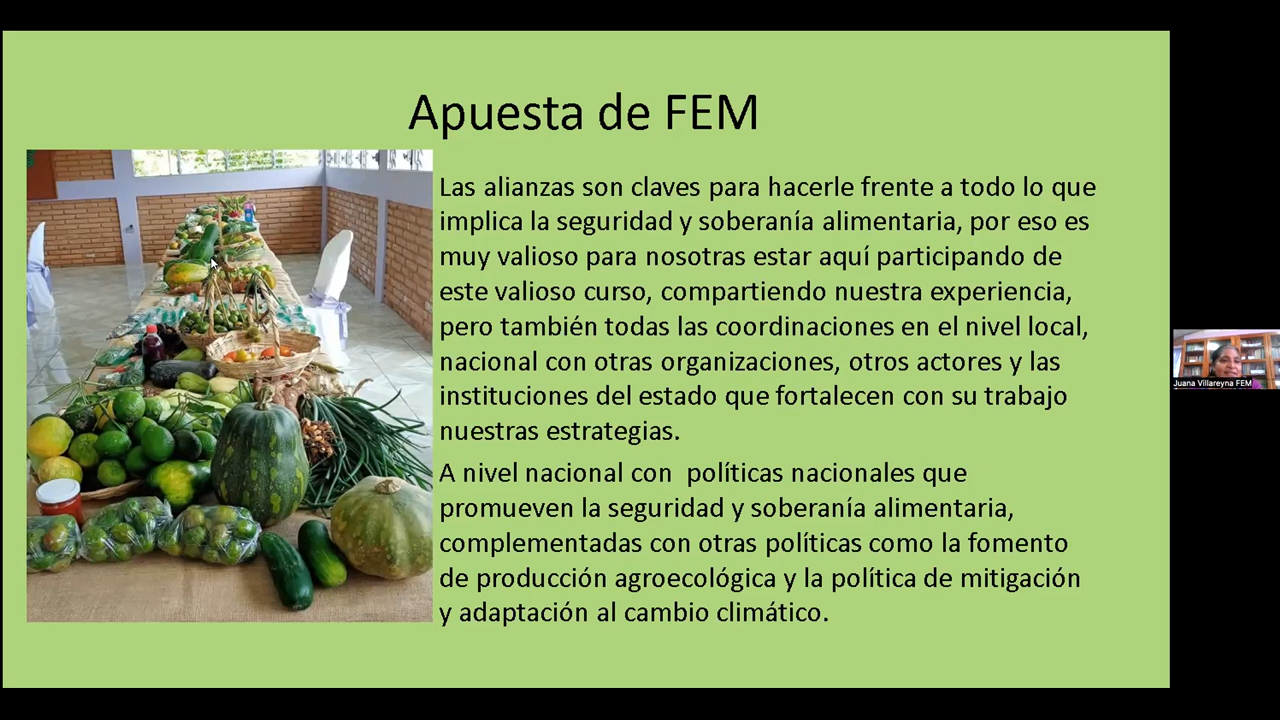 Apuesta de FEM
Las alianzas son claves para hacerle frente a todo lo que
implica la seguridad y soberanía alimentaria, por eso es
muy valioso para nosotras estar aquí participando de
este valioso curso, compartiendo nuestra experiencia,
pero también todas las coordinaciones en el nivel local,
nacional con otras organizaciones, otros actores y las
instituciones del estado que fortalecen con su trabajo
nuestras estrategias.
A nivel nacional con  políticas nacionales que
promueven la seguridad y soberanía alimentaria,
complementadas con otras políticas como la fomento
de producción agroecológica y la política de mitigación
y adaptación al cambio climático.
Juana Villareyna FEM